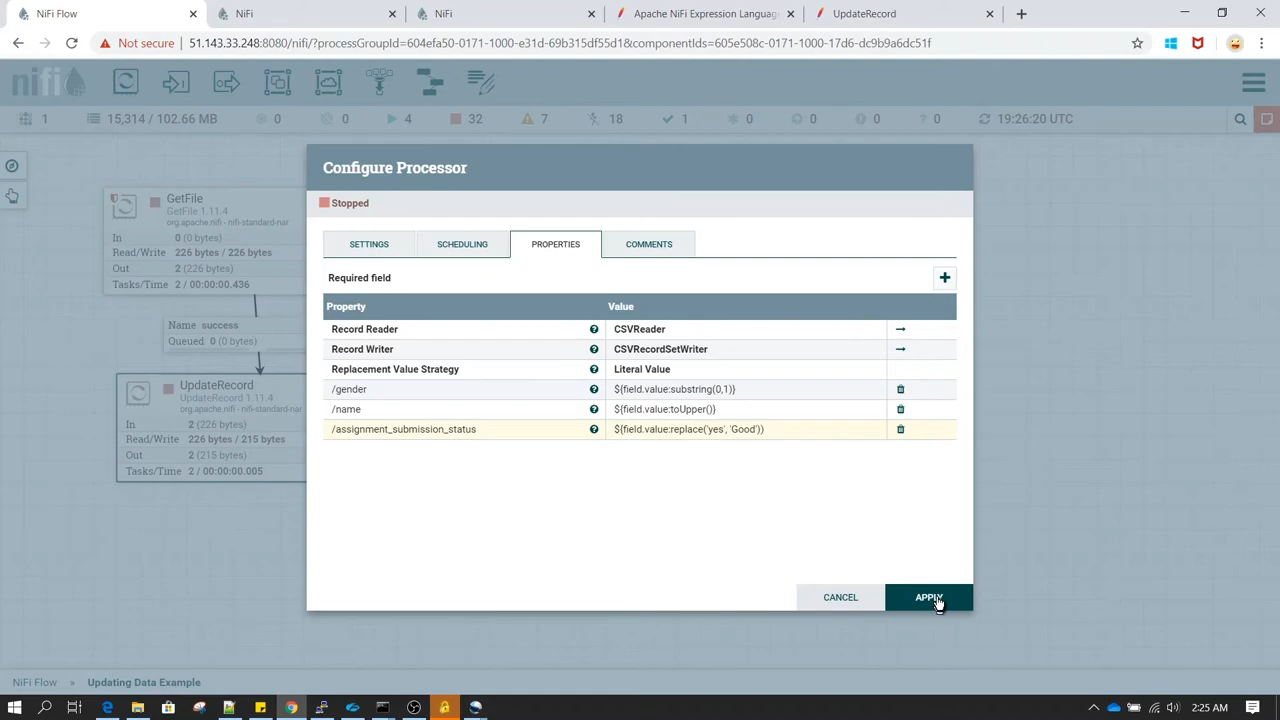 NiFi Flow
NiFi
NiFi
Apache NiFi Expression Language
UpdateRecord
Not secure
51.143.33.248:8080/nifi/?processGroupId=604efa50-0171-1000-e31d-69b315df55d1&componentIds=605e508c-0171-1000-17d6-dc9b9a6dc51f
nifi
1
15,314 / 102.66 MB
0
0
4
32
7
18
1
0
0
0
0
19:26:20 UTC
Configure Processor
Stopped
SETTINGS
SCHEDULING
PROPERTIES
COMMENTS
Required field
Property
Value
Record Reader
CSVReader
Record Writer
CSVRecordSetWriter
Replacement Value Strategy
Literal Value
/gender
${field.value:substring(0,1)}
/name
${field.value:toUpper()}
/assignment_submission_status
${field.value:replace('yes', 'Good')}
CANCEL
APPLY
GetFile
GetFile 1.11.4
org.apache.nifi - nifi-standard-nar
In
0 (0 bytes)
Read/Write
226 bytes / 226 bytes
Out
2 (226 bytes)
Tasks/Time
2 / 00:00:00.436
Name success
Queued 0 (0 bytes)
UpdateRecord
UpdateRecord 1.11.4
org.apache.nifi - nifi-standard-nar
In
2 (226 bytes)
Read/Write
226 bytes / 215 bytes
Out
2 (215 bytes)
Tasks/Time
2 / 00:00:00.005
NiFi Flow » Updating Data Example
2:25 AM